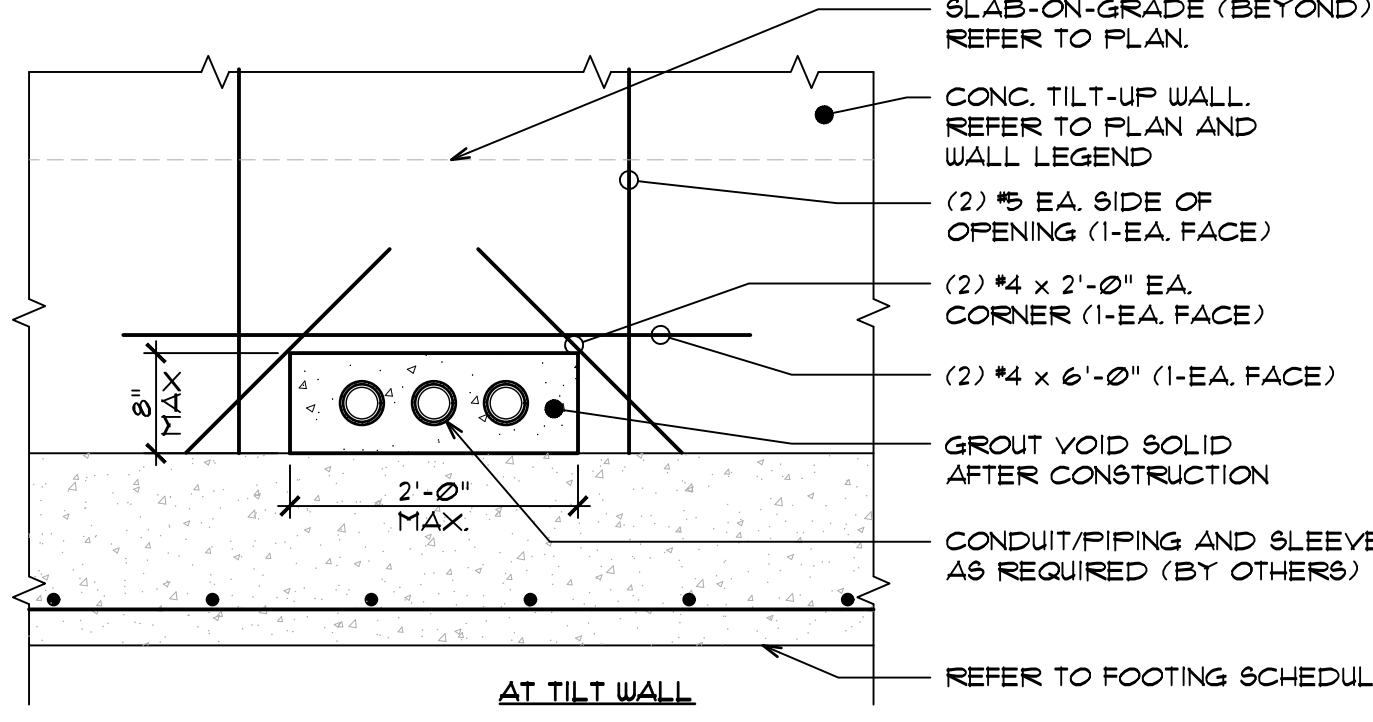 SLAB-ON-GRADE (BEYOND)
REFER TO PLAN.
CONC. TILT-UP WALL.
REFER TO PLAN AND
WALL LEGEND
(2) #5 EA. SIDE OF
OPENING (1-EA. FACE)
(2) #4 x 2'-0" EA.
CORNER (1-EA. FACE)
(2) #4 x 6'-0" (1-EA. FACE)
8"
MAX
GROUT VOID SOLID
AFTER CONSTRUCTION
2'-0"
MAX.
CONDUIT/PIPING AND SLEEVE
AS REQUIRED (BY OTHERS)
REFER TO FOOTING SCHEDUL
AT TILT WALL